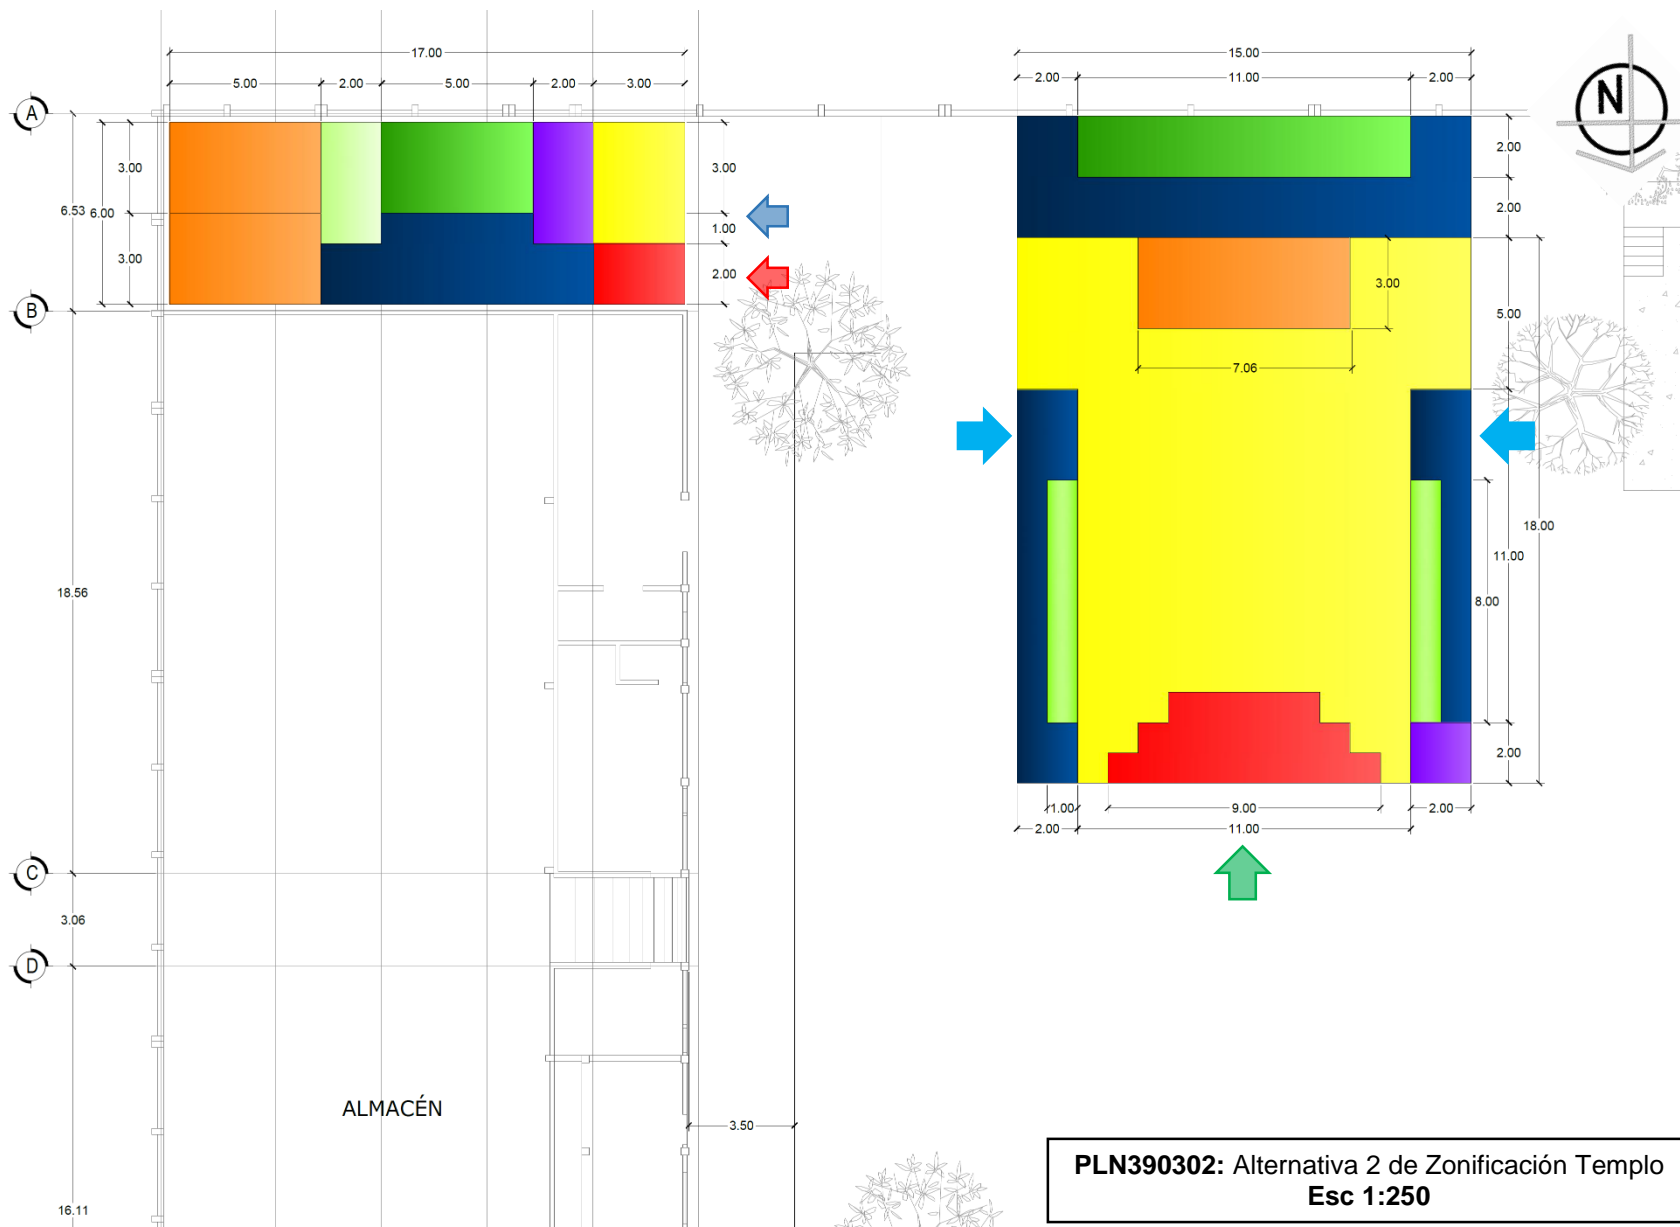 17.00
15.00
5.00 2.00 5.00 2.00 3.00
2.00 11.00 2.00
N
A
3.00 3.00 2.00
6.53 6.00 1.00 2.00
3.00 2.00
B
3.00
5.00
7.06
18.00
11.00
18.56
8.00
2.00
1.00 9.00 2.00
2.00 11.00
C
3.06
D
ALMACÉN
3.50
PLN390302: Alternativa 2 de Zonificación Templo
Esc 1:250
16.11